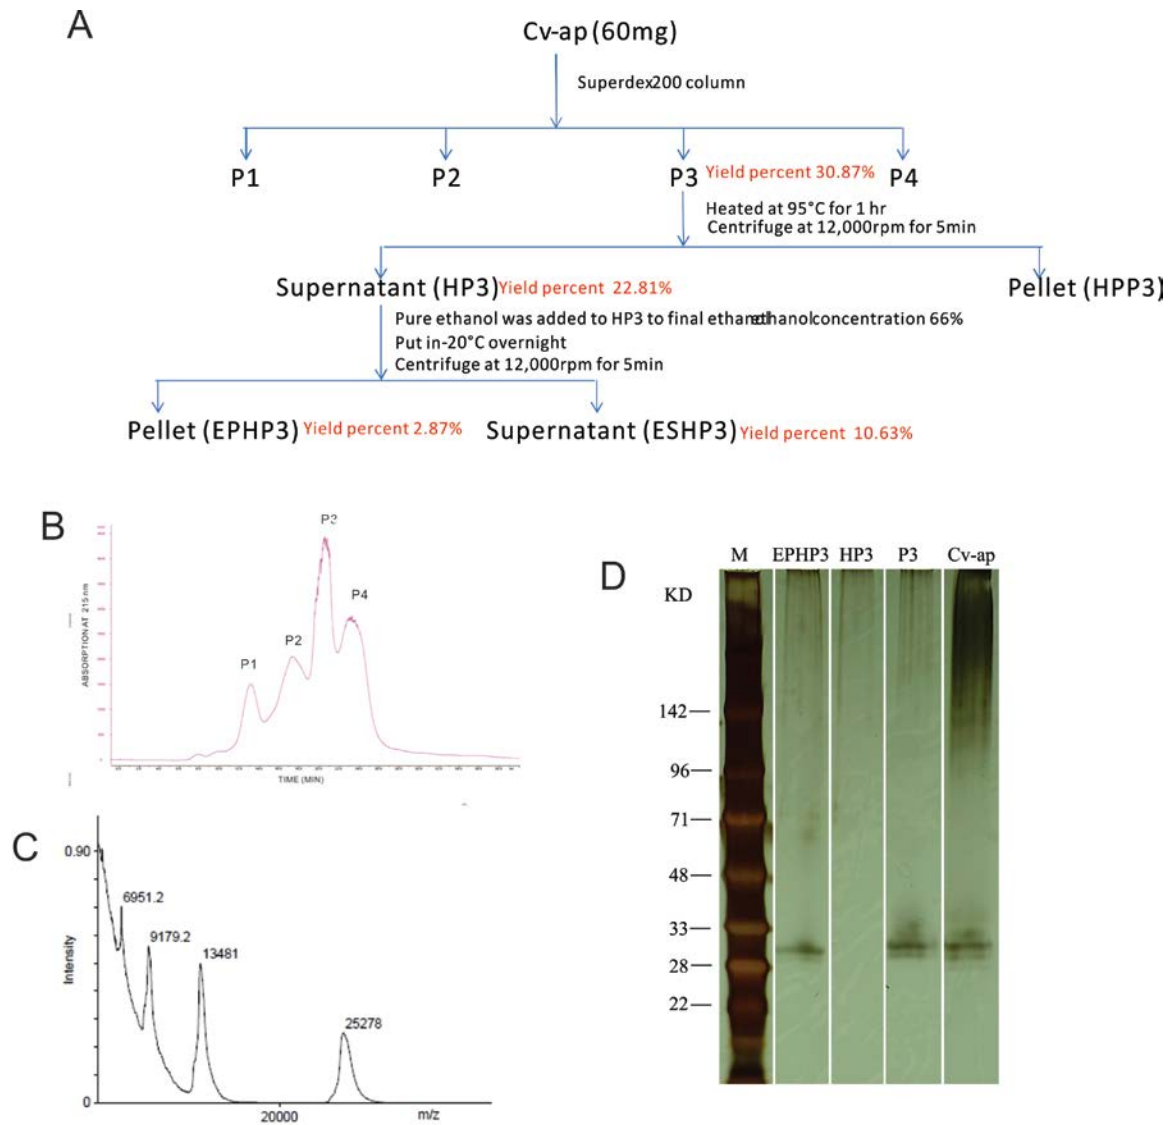 A
Cv-ap (60mg)
Superdex200 column
P1
P2
P3 Yield percent 30.87%
P4
Heated at 95°C for 1 hr
Centrifuge at 12,000rpm for 5min
Supernatant (HP3) Yield percent 22.81%
Pellet (HPP3)
Pure ethanol was added to HP3 to final concentration 66%
Put in-20°C overnight
Centrifuge at 12,000rpm for 5min
Pellet (EPHP3) Yield percent 2.87%
Supernatant (ESHP3) Yield percent 10.63%
B
P3
P4
P2
P1
ABSORPTION AT 215 nm
TIME (MIN)
C
0.90
6951.2
9179.2
13481
25278
Intensity
0
20000
m/z
D
M EPHP3 HP3 P3 Cv-ap
KD
142
96
71
48
33
28
22